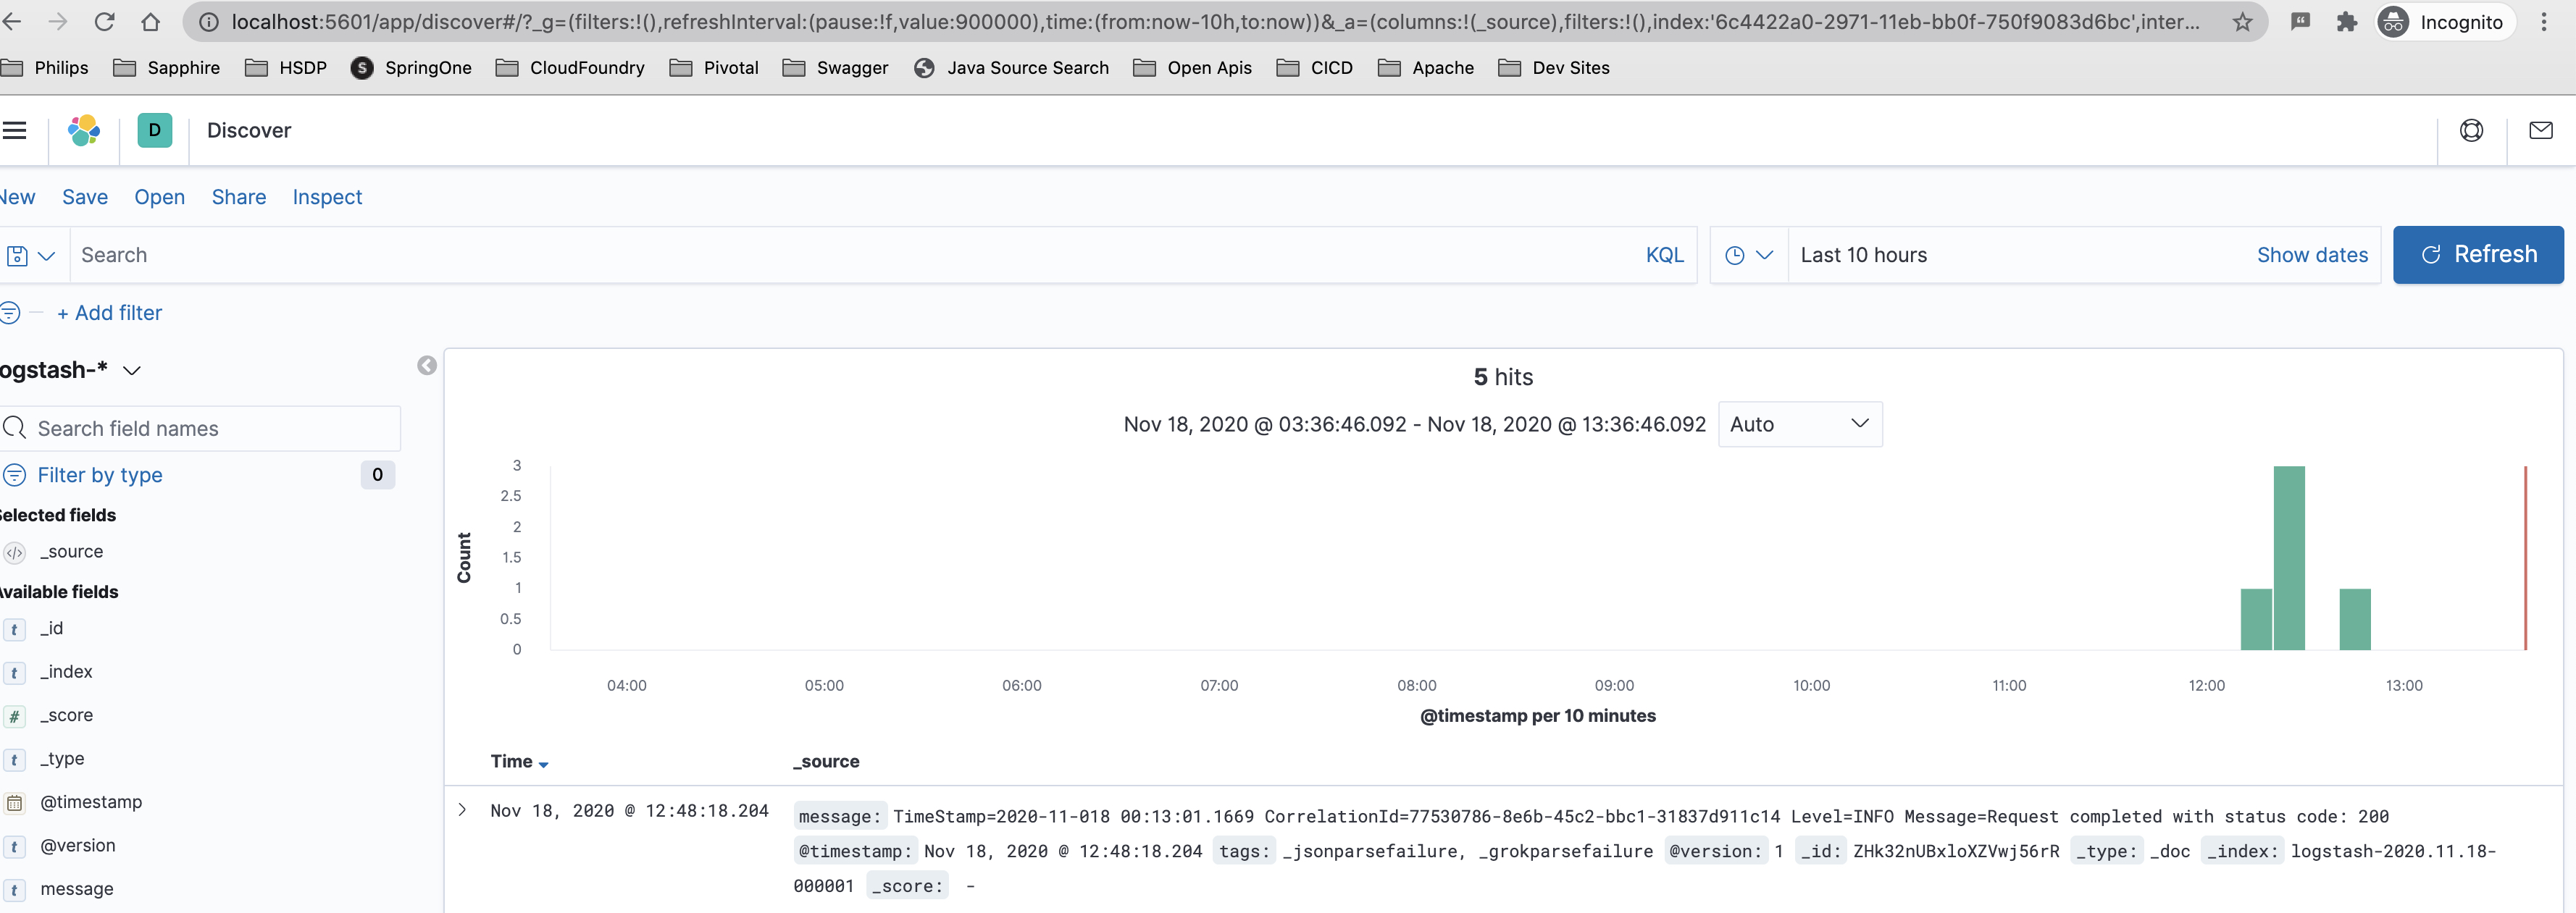 localhost:5601/app/discover#/?_g=(filters:!(),refreshInterval:(pause:!f,value:900000),time:(from:now-10h,to:now))&_a=(columns:!(_source),filters:!(),index:'6c4422a0-2971-11eb-bb0f-750f9083d6bc',inter... Incognito
Philips Sapphire HSDP S SpringOne CloudFoundry Pivotal Swagger Java Source Search Open Apis CICD Apache Dev Sites
D Discover
New Save Open Share Inspect
Search KQL Last 10 hours Show dates Refresh
+ Add filter
ogstash-*
5 hits
Search field names
Nov 18, 2020 @ 03:36:46.092 - Nov 18, 2020 @ 13:36:46.092 Auto
Filter by type 0
Selected fields
_source
Available fields
t _id
t _index
# _score
t _type
@timestamp
t @version
t message
3
2.5
2
1.5
1
0.5
0
Count
04:00 05:00 06:00 07:00 08:00 09:00 10:00 11:00 12:00 13:00
@timestamp per 10 minutes
Time _source
Nov 18, 2020 @ 12:48:18.204 message: TimeStamp=2020-11-018 00:13:01.1669 CorrelationId=77530786-8e6b-45c2-bbc1-31837d911c14 Level=INFO Message=Request completed with status code: 200
@timestamp: Nov 18, 2020 @ 12:48:18.204 tags: _jsonparsefailure, _grokparsefailure @version: 1 _id: ZHk32nUBxloXZVwj56rR _type: _doc _index: logstash-2020.11.18-
000001 _score: -